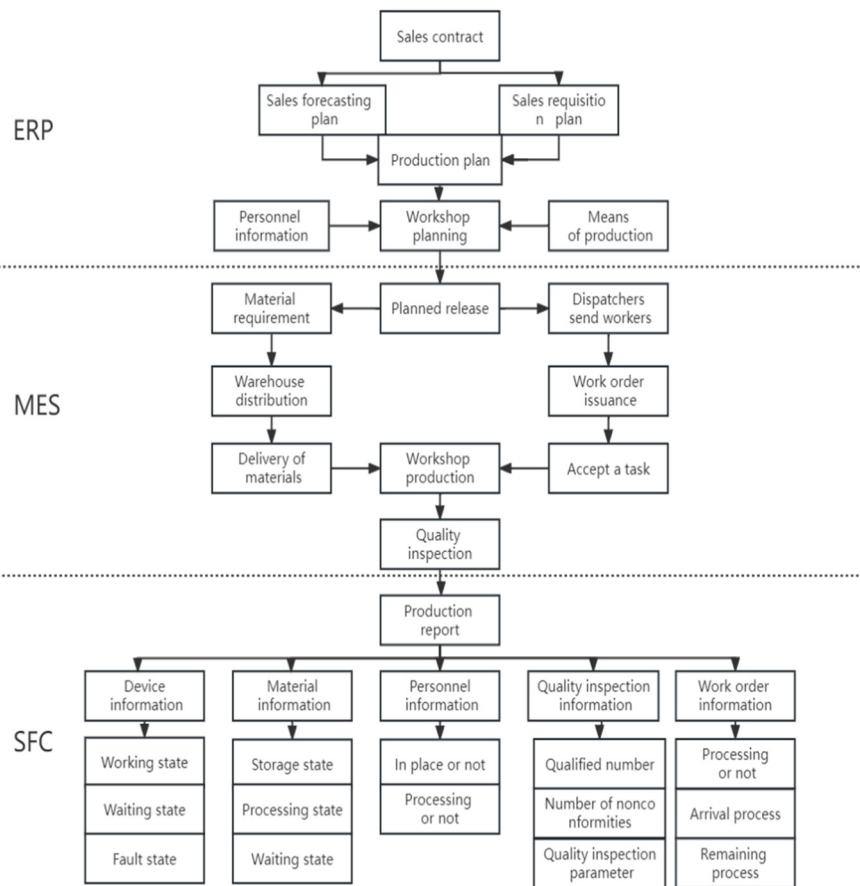 Sales contract
Sales forecasting
plan
Sales requisitio
n plan
ERP
Production plan
Personnel
information
Workshop
planning
Means
of production
Material
requirement
Planned release
Dispatchers
send workers
Warehouse
distribution
Work order
issuance
MES
Delivery of
materials
Workshop
production
Accept a task
Quality
inspection
Production
report
Device
information
Material
information
Personnel
information
Quality inspection
information
Work order
information
SFC
Working state
Storage state
In place or not
Qualified number
Processing
or not
Waiting state
Processing state
Processing
or not
Number of nonco
nformities
Arrival process
Fault state
Waiting state
Quality inspection
parameter
Remaining
process